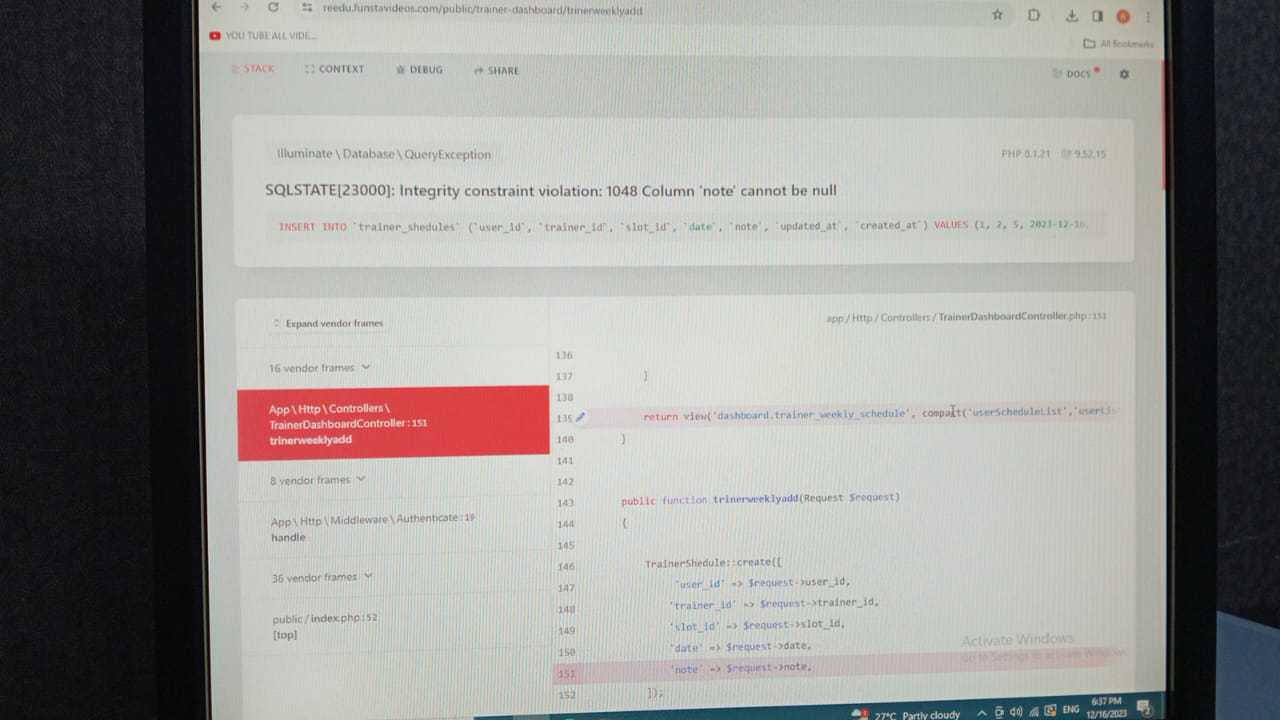 reedu.funstavideos.com/public/trainer-dashboard/trinerweeklyadd
YOU TUBE ALL VIDE...
All Bookmarks
STACK CONTEXT DEBUG SHARE
DOCS
Illuminate \ Database \ QueryException
PHP 8.1.21 9.52.15
SQLSTATE[23000]: Integrity constraint violation: 1048 Column 'note' cannot be null
INSERT INTO `trainer_shedules` (`user_id`, `trainer_id`, `slot_id`, `date`, `note`, `updated_at`, `created_at`) VALUES (1, 2, 5, 2023-12-16,
Expand vendor frames
16 vendor frames
App \ Http \ Controllers \
TrainerDashboardController:151
trinerweeklyadd
8 vendor frames
App \ Http \ Middleware \ Authenticate:19
handle
36 vendor frames
public / index.php:52
[top]
app / Http / Controllers / TrainerDashboardController.php:151
136
137 }
138
139 return view('dashboard.trainer_weekly_schedule', compact('userScheduleList','userLis
140 }
141
142
143 public function trinerweeklyadd(Request $request)
144 {
145
146 TrainerShedule::create([
147 'user_id' => $request->user_id,
148 'trainer_id' => $request->trainer_id,
149 'slot_id' => $request->slot_id,
150 'date' => $request->date,
151 'note' => $request->note,
152 ]);
Activate Windows
Go to Settings to activate Windows.
27°C Partly cloudy
ENG
6:37 PM
12/16/2023